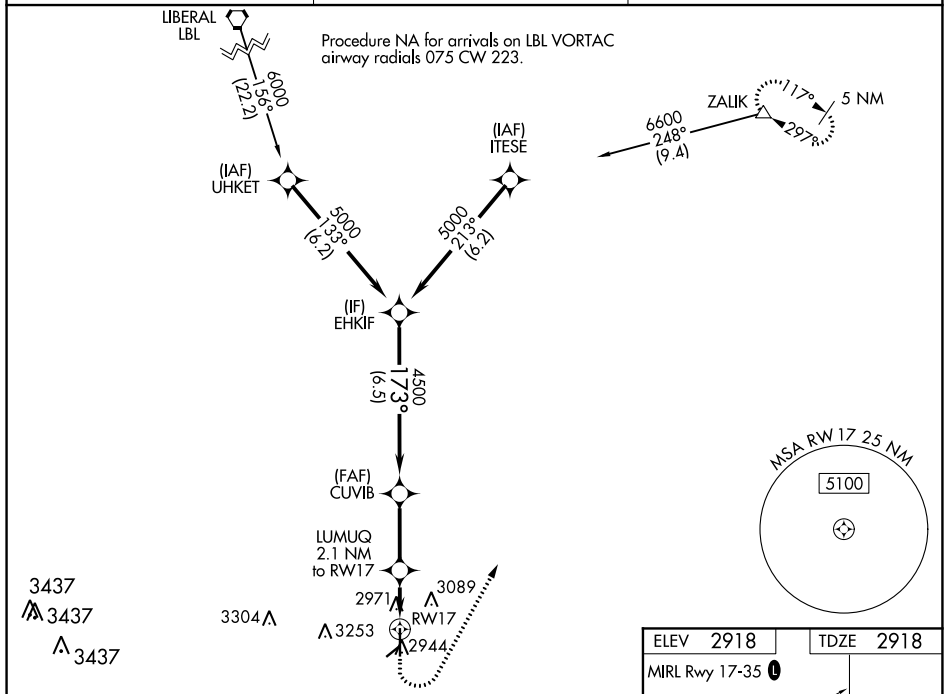 LIBERAL
LBL
Procedure NA for arrivals on LBL VORTAC
airway radials 075 CW 223.
6000
156°
(22.2)
ZALIK
117°
5 NM
297°
6600
248°
(9.4)
(IAF)
ITESE
(IAF)
UHKET
5000
133°
(6.2)
5000
213°
(6.2)
(IF)
EHKIF
4500
173°
(6.5)
MSA RW 17 25 NM
5100
(FAF)
CUVIB
LUMUQ
2.1 NM
to RW17
3437
3437
3437
3304
3253
2971
3089
RW17
2944
ELEV 2918
TDZE 2918
MIRL Rwy 17-35 L